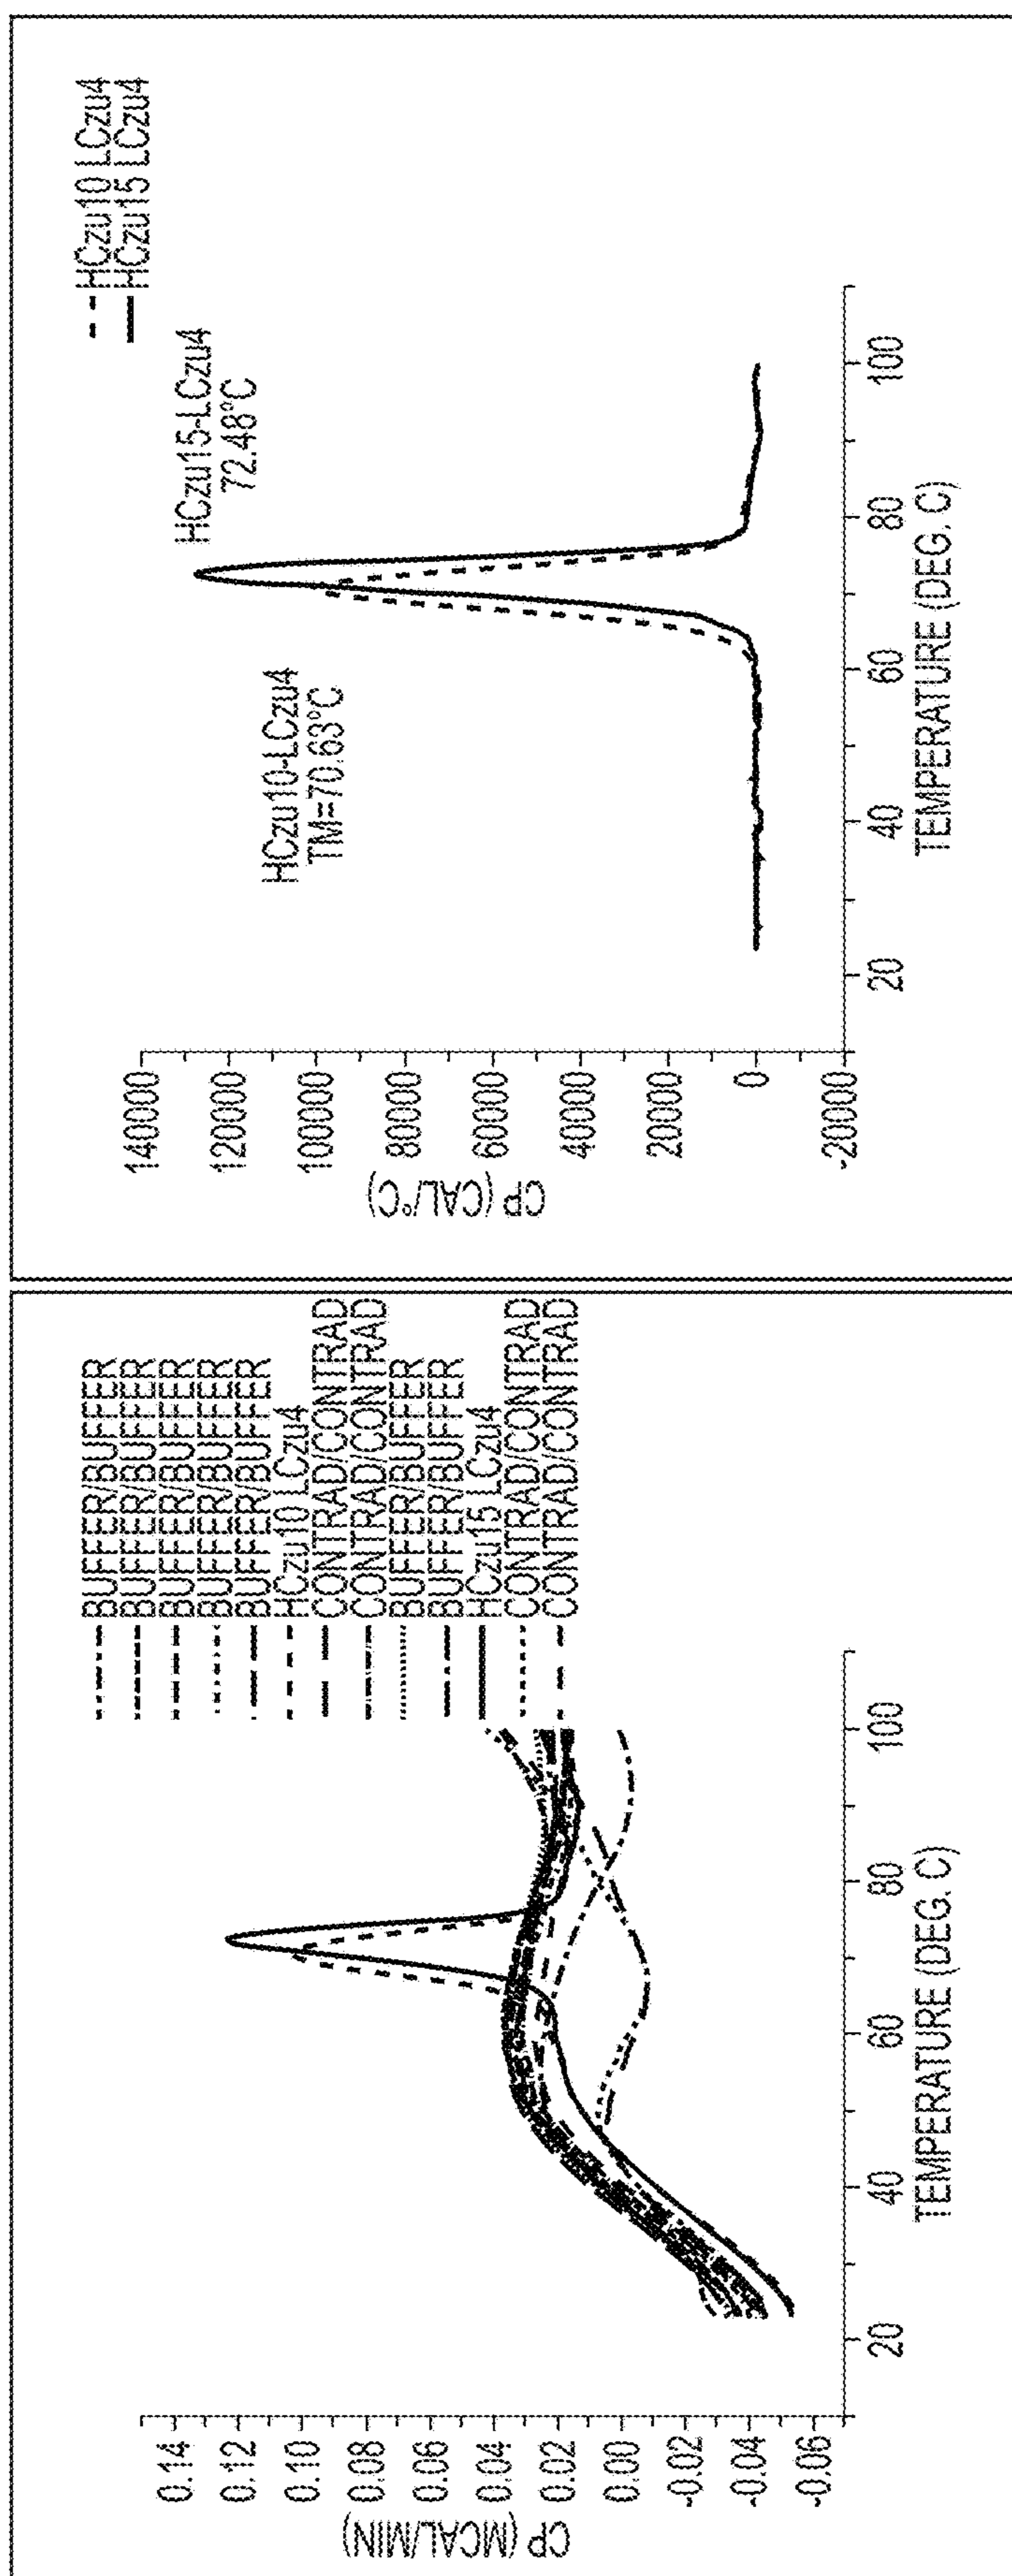 CP (MCAL/MIN)
0.14
0.12
0.10
0.08
0.06
0.04
0.02
0.00
-0.02
-0.04
-0.06
20
40
60
80
100
TEMPERATURE (DEG. C)
BUFFER/BUFFER
BUFFER/BUFFER
BUFFER/BUFFER
BUFFER/BUFFER
BUFFER/BUFFER
HCzu10 LCzu4
CONTRAD/CONTRAD
CONTRAD/CONTRAD
BUFFER/BUFFER
BUFFER/BUFFER
HCzu15 LCzu4
CONTRAD/CONTRAD
CONTRAD/CONTRAD
CP (CAL/°C)
140000
120000
100000
80000
60000
40000
20000
0
-20000
20
40
60
80
100
TEMPERATURE (DEG. C)
HCzu10-LCzu4
TM=70.63°C
HCzu15-LCzu4
72.48°C
HCzu10 LCzu4
HCzu15 LCzu4